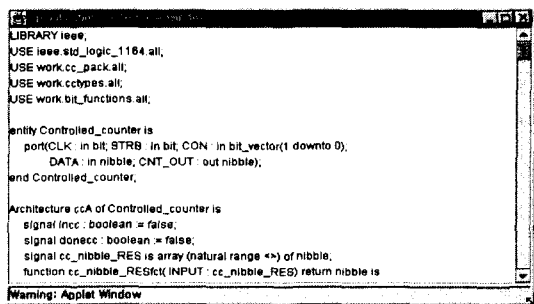 LIBRARY ieee;
USE ieee.std_logic_1164.all;
USE work.cc_pack.all;
USE work.cctypes.all;
USE work.bit_functions.all;
entity Controlled_counter is
port(CLK : in bit; STRB : in bit; CON : in bit_vector(1 downto 0);
DATA : in nibble; CNT_OUT : out nibble);
end Controlled_counter;
Architecture ccA of Controlled_counter is
signal incc : boolean := false;
signal donecc : boolean := false;
signal cc_nibble_RES is array (natural range <>) of nibble;
function cc_nibble_RESfct( INPUT : cc_nibble_RES) return nibble is
Warning: Applet Window